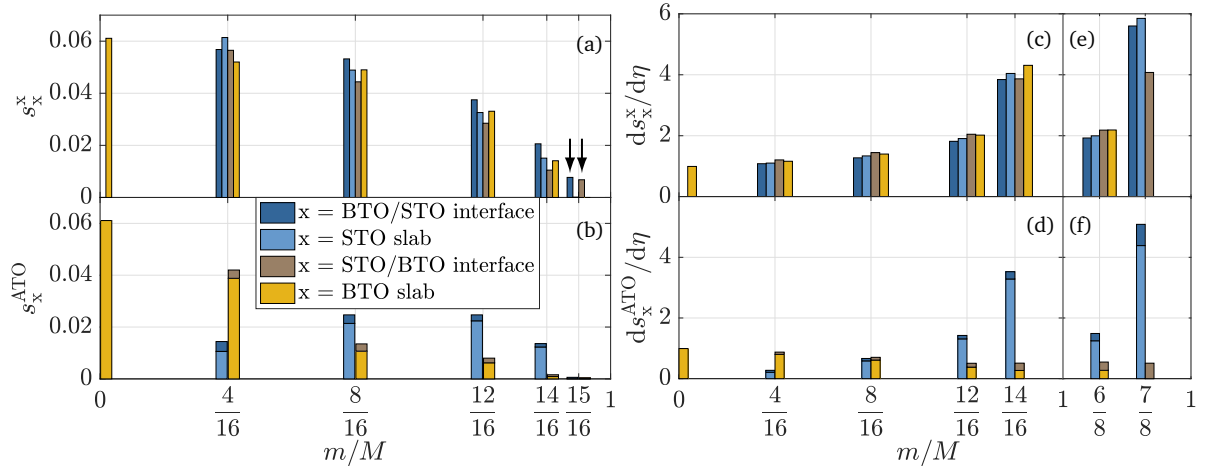 (a)
s_x^x
0.06
0.04
0.02
0
(b)
s_x^ATO
0.06
0.04
0.02
0
x = BTO/STO interface
x = STO slab
x = STO/BTO interface
x = BTO slab
0 4/16 8/16 12/16 14/16 15/16 1
m/M
(c) (e)
ds_x^x/dη
6
4
2
0
(d) (f)
ds_x^ATO/dη
4
2
0
0 4/16 8/16 12/16 14/16 1 6/8 7/8 1
m/M